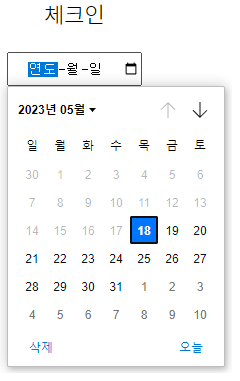 체크인
연도-월-일
2023년 05월
일 월 화 수 목 금 토
30 1 2 3 4 5 6
7 8 9 10 11 12 13
14 15 16 17 18 19 20
21 22 23 24 25 26 27
28 29 30 31 1 2 3
4 5 6 7 8 9 10
삭제 오늘